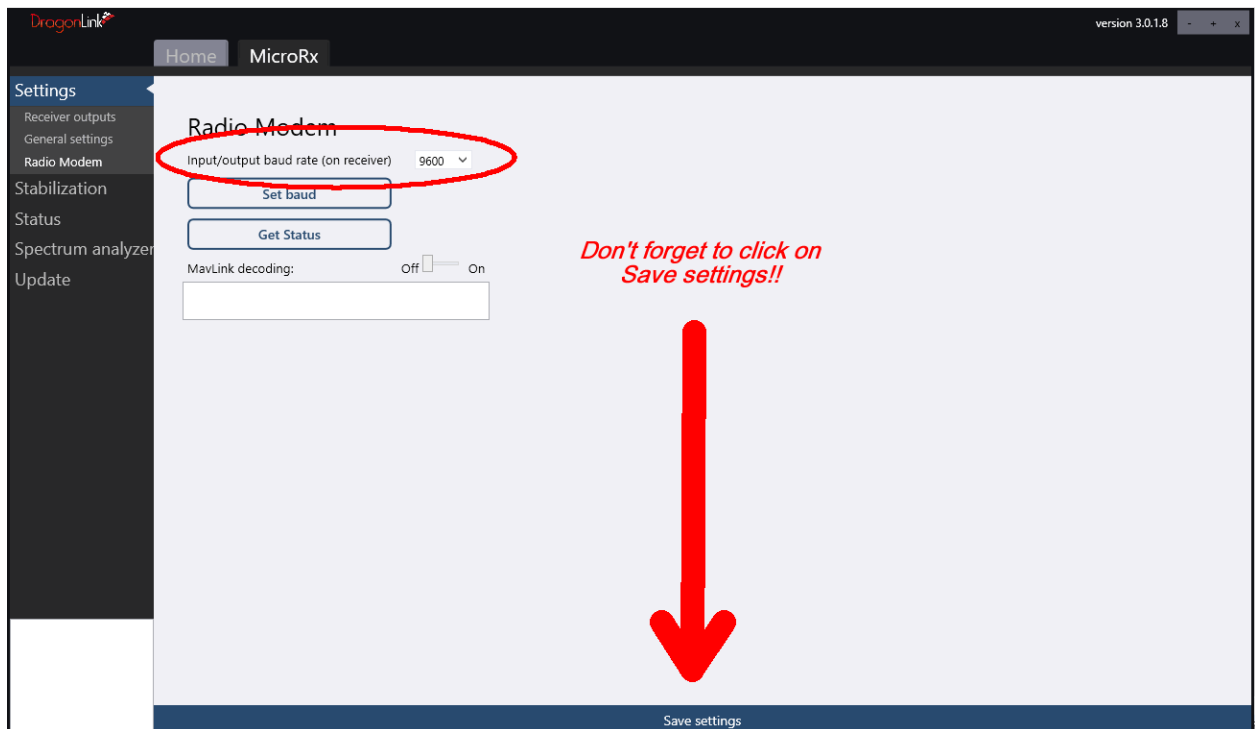 DragonLink
version 3.0.1.8 - + x
Home MicroRx
Settings
Receiver outputs
General settings
Radio Modem
Stabilization
Status
Spectrum analyzer
Update
Radio Modem
Input/output baud rate (on receiver) 9600
Set baud
Get Status
MavLink decoding: Off On
Don't forget to click on
Save settings!!
Save settings